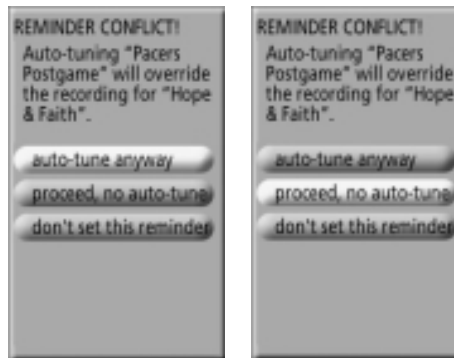 REMINDER CONFLICT!
Auto-tuning "Pacers
Postgame" will override
the recording for "Hope
& Faith".
auto-tune anyway
proceed, no auto-tune
don't set this reminder
REMINDER CONFLICT!
Auto-tuning "Pacers
Postgame" will override
the recording for "Hope
& Faith".
auto-tune anyway
proceed, no auto-tune
don't set this reminder